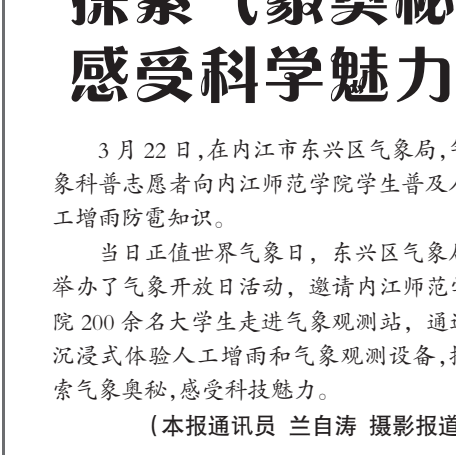 探索气象奥秘
感受科学魅力
3月22日,在内江市东兴区气象局,气
象科普志愿者向内江师范学院学生普及人
工增雨防雹知识。
当日正值世界气象日，东兴区气象局
举办了气象开放日活动，邀请内江师范学
院200余名大学生走进气象观测站，通过
沉浸式体验人工增雨和气象观测设备,探
索气象奥秘,感受科技魅力。
(本报通讯员 兰自涛 摄影报道